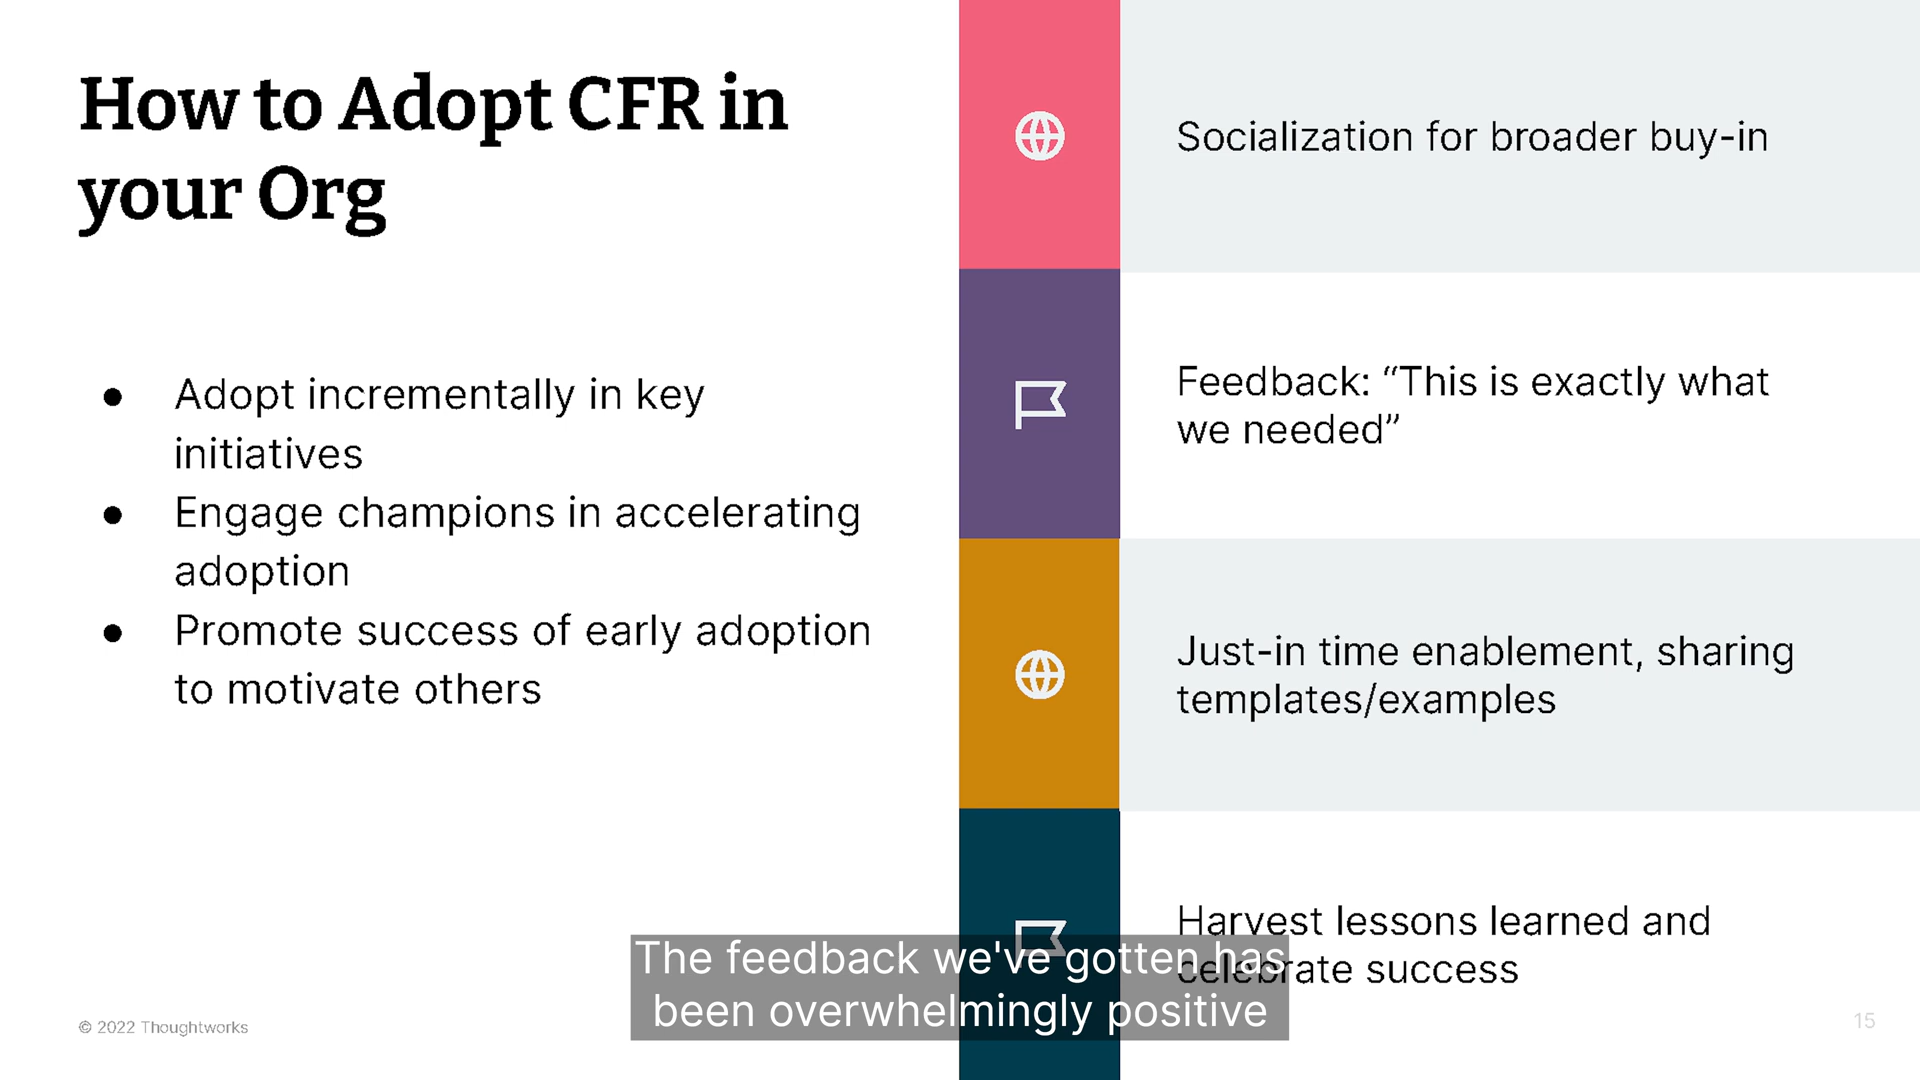 How to Adopt CFR in
your Org
● Adopt incrementally in key
initiatives
● Engage champions in accelerating
adoption
● Promote success of early adoption
to motivate others
Socialization for broader buy-in
Feedback: “This is exactly what
we needed”
Just-in time enablement, sharing
templates/examples
Harvest lessons learned and
celebrate success
The feedback we've gotten has
been overwhelmingly positive
© 2022 Thoughtworks
15